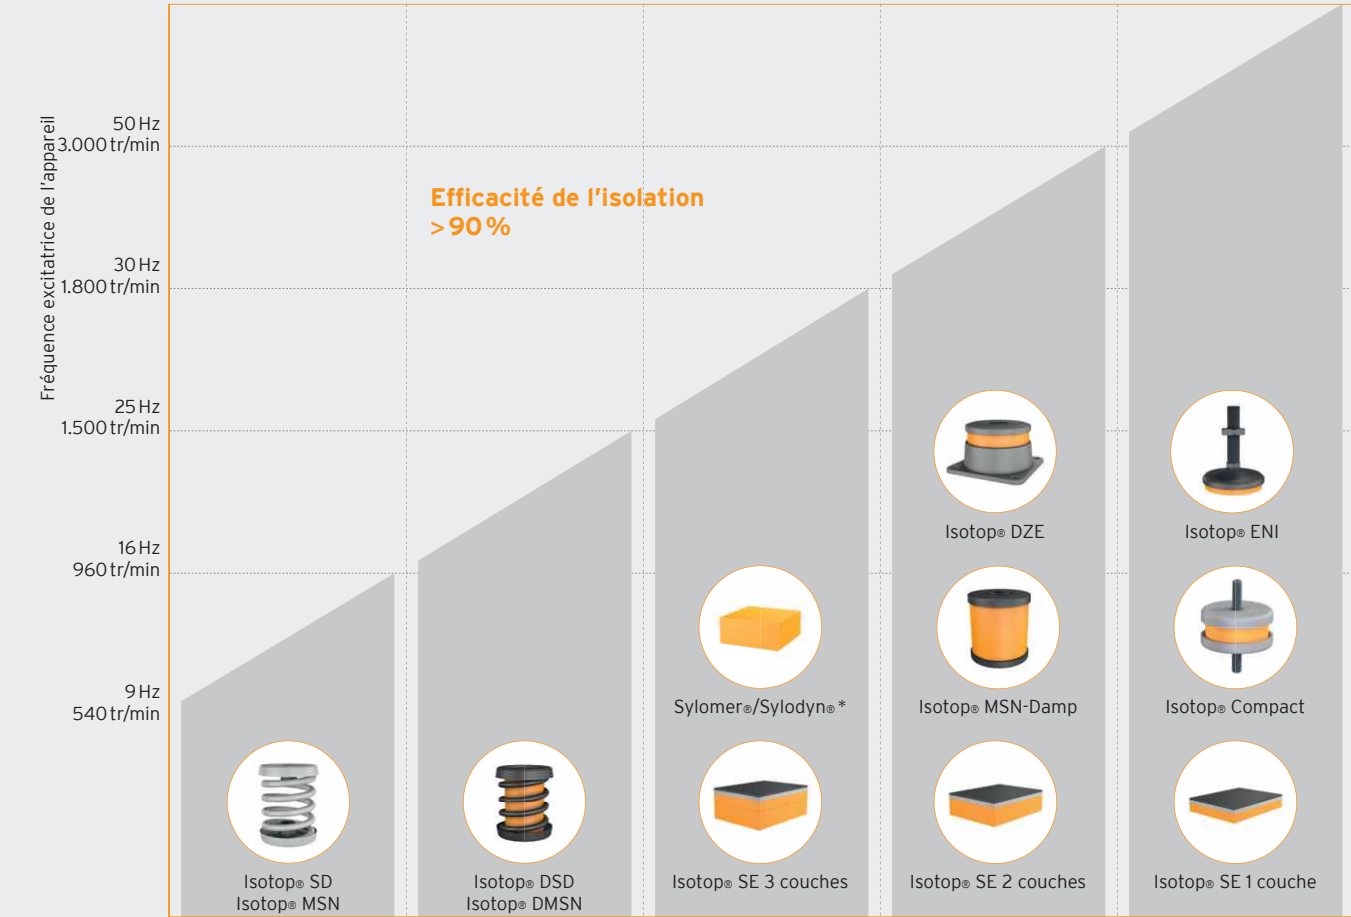 Fréquence excitatrice de l'appareil
50 Hz
3.000 tr/min
30 Hz
1.800 tr/min
25 Hz
1.500 tr/min
16 Hz
960 tr/min
9 Hz
540 tr/min
Efficacité de l'isolation
> 90 %
Isotop® SD
Isotop® MSN
Isotop® DSD
Isotop® DMSN
Sylomer®/Sylodyn®*
Isotop® SE 3 couches
Isotop® DZE
Isotop® MSN-Damp
Isotop® SE 2 couches
Isotop® ENI
Isotop® Compact
Isotop® SE 1 couche